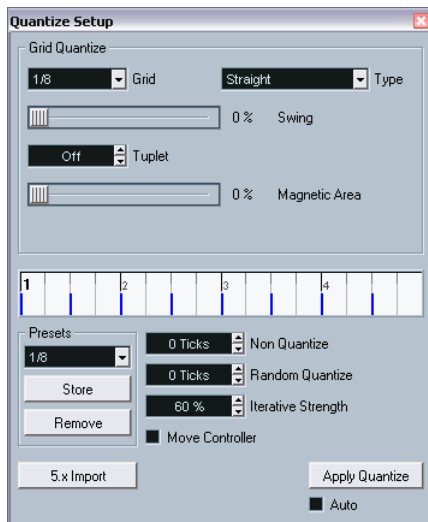 Quantize Setup
Grid Quantize
1/8 Grid Straight Type
0 % Swing
Off Tuplet
0 % Magnetic Area
1 2 3 4
Presets
1/8
Store
Remove
0 Ticks Non Quantize
0 Ticks Random Quantize
60 % Iterative Strength
Move Controller
5.x Import
Apply Quantize
Auto